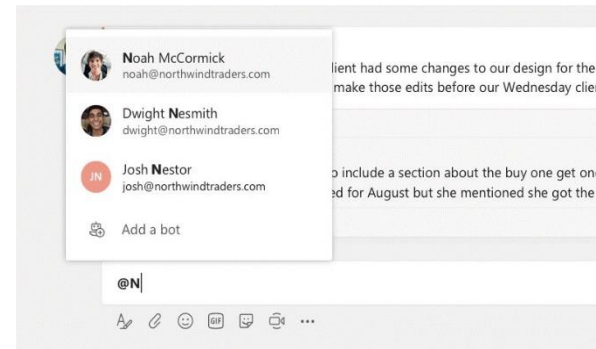 Noah McCormick
noah@northwindtraders.com
Dwight Nesmith
dwight@northwindtraders.com
JN
Josh Nestor
josh@northwindtraders.com
Add a bot
lient had some changes to our design for the
make those edits before our Wednesday clie
o include a section about the buy one get on
ed for August but she mentioned she got the
@N
GIF